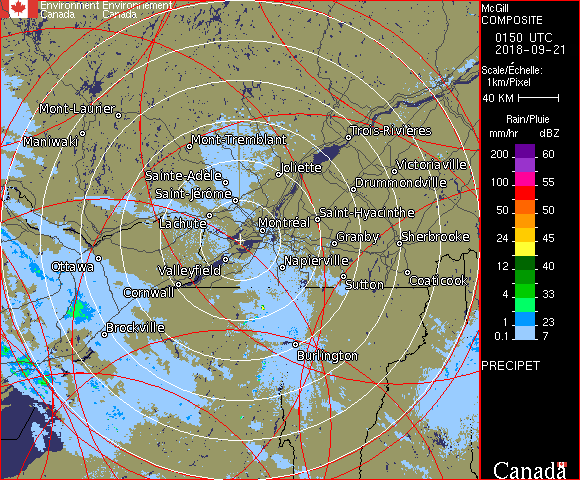 Environment Environnement
Canada Canada
McGill
COMPOSITE
0150 UTC
2018-09-21
Scale/Échelle:
1km/Pixel
40 KM
Rain/Pluie
mm/hr dBZ
200 60
100 55
50 50
24 45
12 40
4 33
1 23
0.1 7
PRECIPET
Canada
Mont-Laurier
Maniwaki
Mont-Tremblant
Trois-Rivières
Joliette
Victoriaville
Sainte-Adèle
Drummondville
Saint-Jérôme
Lachute
Saint-Hyacinthe
Montréal
Granby
Sherbrooke
Ottawa
Valleyfield
Napierville
Cornwall
Sutton
Coaticook
Brockville
Burlington